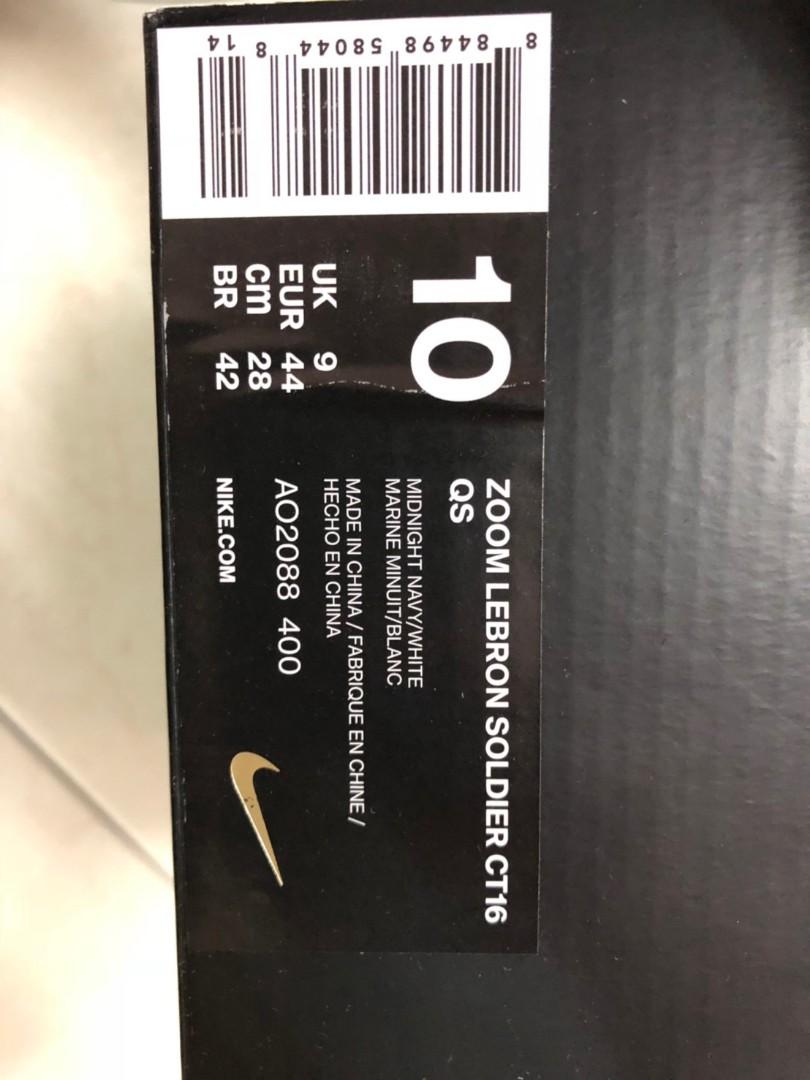 8 84498 58044 8 14
10
UK 9
EUR 44
cm 28
BR 42
ZOOM LEBRON SOLDIER CT16
QS
MIDNIGHT NAVY/WHITE
MARINE MINUIT/BLANC
MADE IN CHINA / FABRIQUE EN CHINE /
HECHO EN CHINA
AO2088 400
NIKE.COM